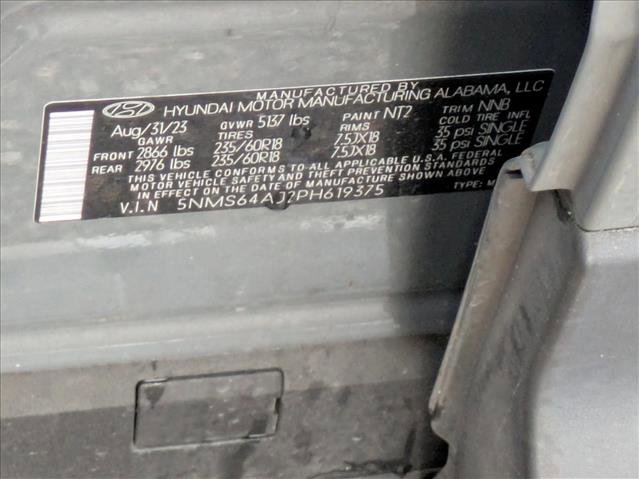 MANUFACTURED BY
HYUNDAI MOTOR MANUFACTURING ALABAMA, LLC
Aug/31/23 GVWR 5137 lbs PAINT NT2 TRIM NNB
GAWR TIRES RIMS COLD TIRE INFL
FRONT 2866 lbs 235/60R18 7.5JX18 35 psi SINGLE
REAR 2976 lbs 235/60R18 7.5JX18 35 psi SINGLE
THIS VEHICLE CONFORMS TO ALL APPLICABLE U.S.A. FEDERAL
MOTOR VEHICLE SAFETY AND THEFT PREVENTION STANDARDS
IN EFFECT ON THE DATE OF MANUFACTURE SHOWN ABOVE
V.I.N 5NMS64AJ2PH619375 TYPE: M